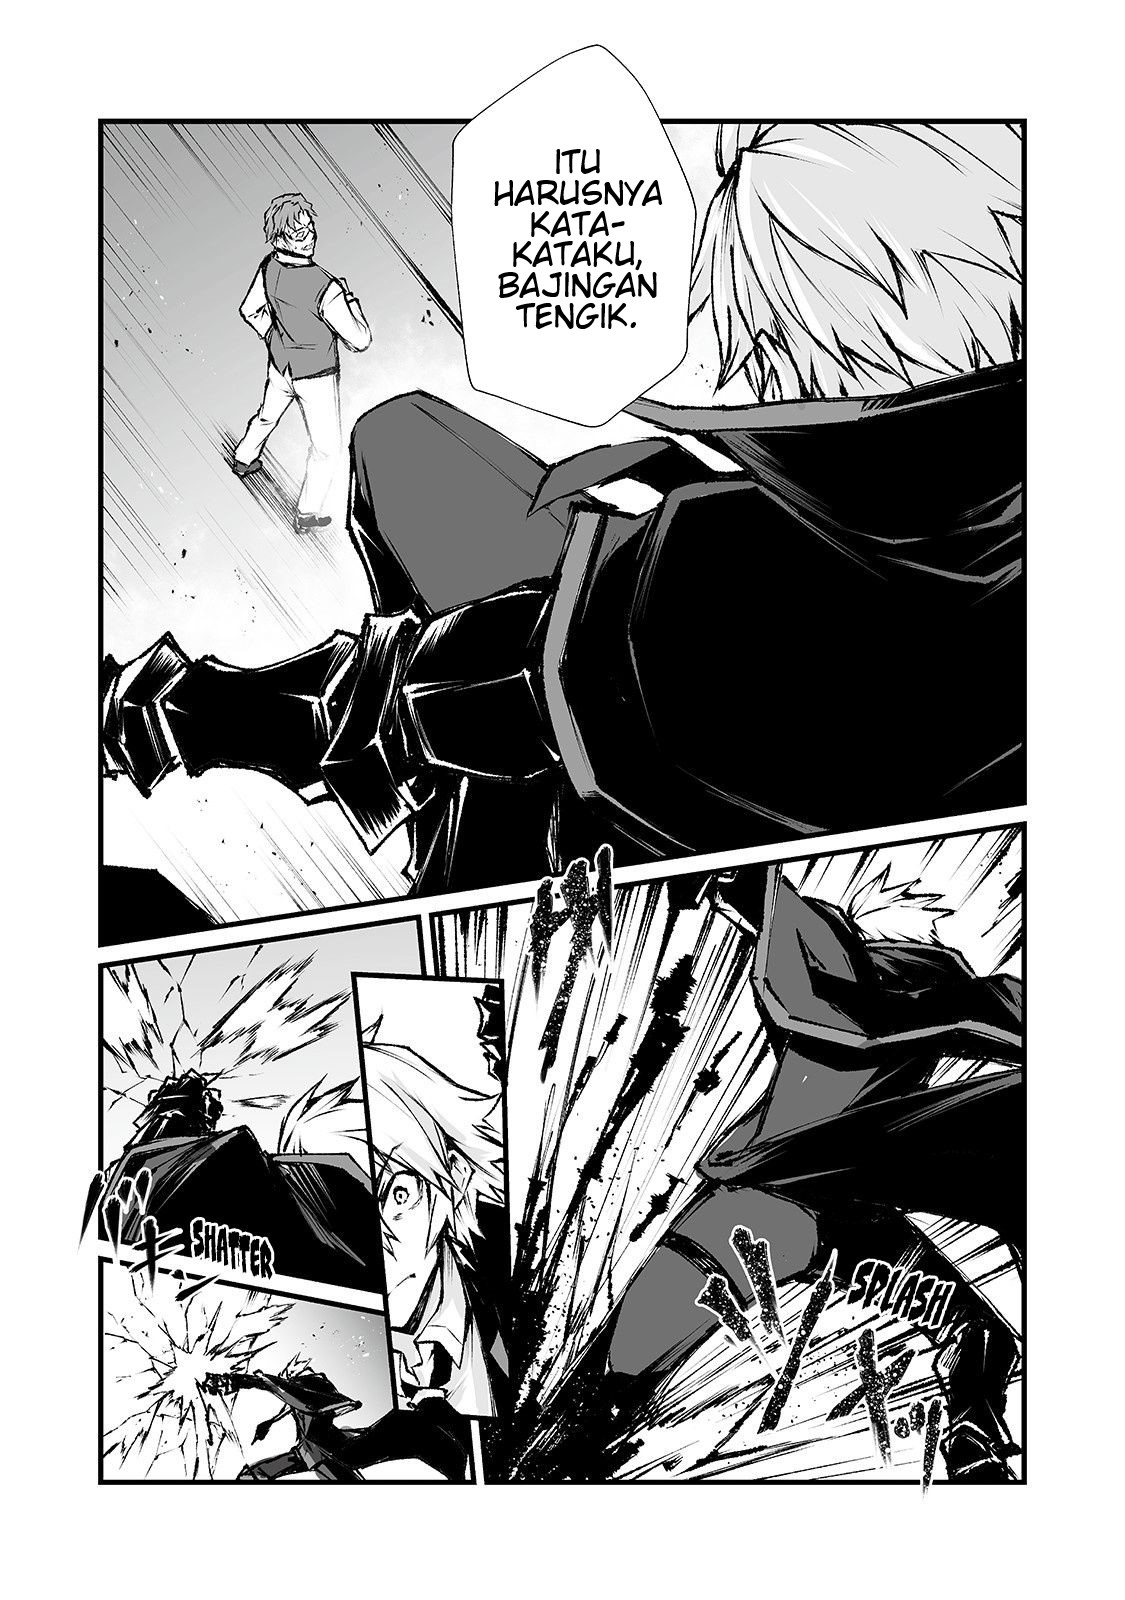 ITU
HARUSNYA
KATA-
KATAKU,
BAJINGAN
TENGIK.
SHATTER
SPLASH